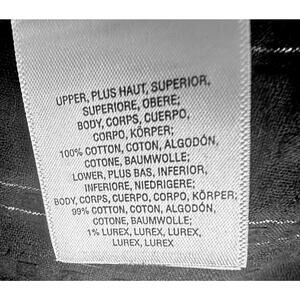 UPPER, PLUS HAUT, SUPERIOR,
SUPERIORE, OBERE;
BODY, CORPS, CUERPO,
CORPO, KÖRPER;
100% COTTON, COTON, ALGODÓN,
COTONE, BAUMWOLLE;
LOWER, PLUS BAS, INFERIOR,
INFERIORE, NIEDRIGERE;
BODY, CORPS, CUERPO, CORPO, KÖRPER;
99% COTTON, COTON, ALGODÓN,
COTONE, BAUMWOLLE;
1% LUREX, LUREX, LUREX,
LUREX, LUREX